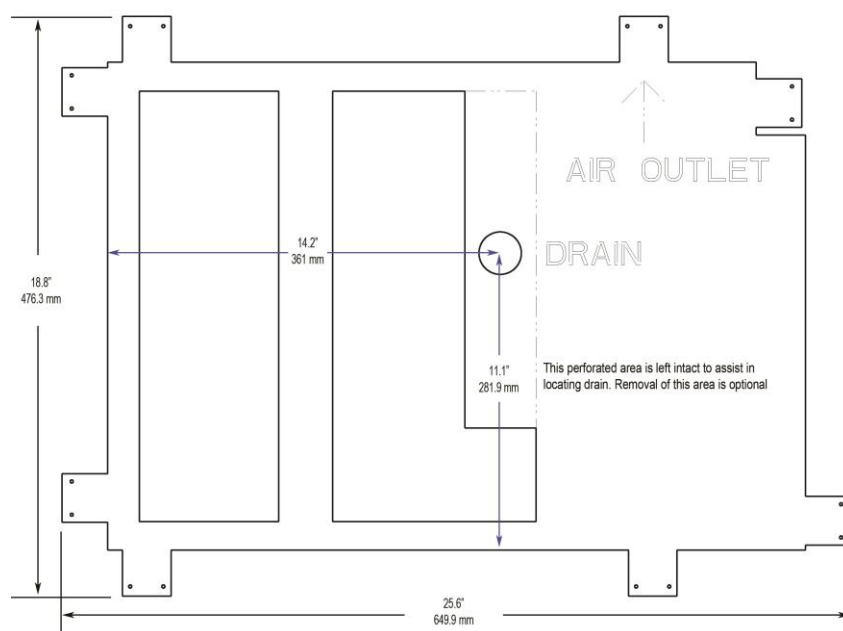 AIR OUTLET
14.2"
361 mm
DRAIN
18.8"
476.3 mm
11.1"
281.9 mm
This perforated area is left intact to assist in
locating drain. Removal of this area is optional
25.6"
649.9 mm